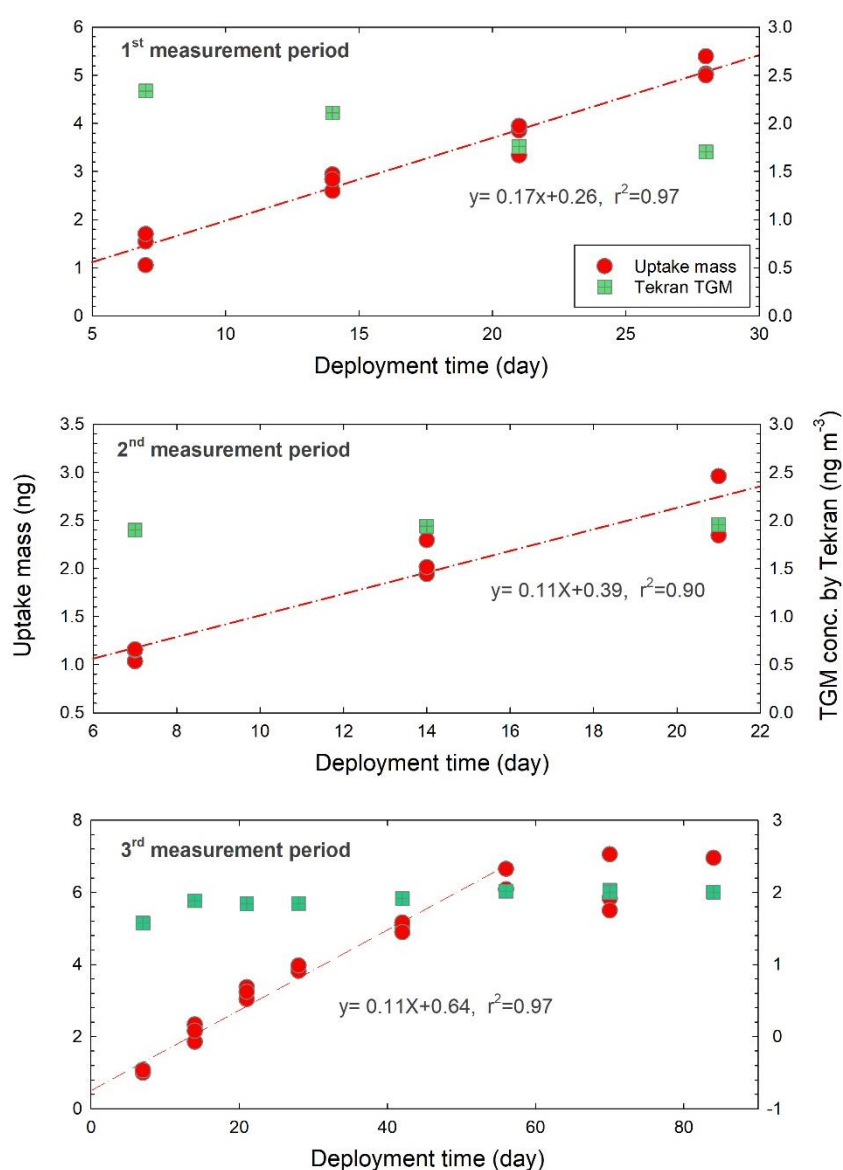 1st measurement period
6
5
4
3
2
1
0
3.0
2.5
2.0
1.5
1.0
0.5
0.0
y= 0.17x+0.26, r2=0.97
Uptake mass
Tekran TGM
5 10 15 20 25 30
Deployment time (day)
2nd measurement period
Uptake mass (ng)
3.5
3.0
2.5
2.0
1.5
1.0
0.5
3.0
2.5
2.0
1.5
1.0
0.5
0.0
TGM conc. by Tekran (ng m-3)
y= 0.11X+0.39, r2=0.90
6 8 10 12 14 16 18 20 22
Deployment time (day)
3rd measurement period
8
6
4
2
0
3
2
1
0
-1
y= 0.11X+0.64, r2=0.97
0 20 40 60 80
Deployment time (day)